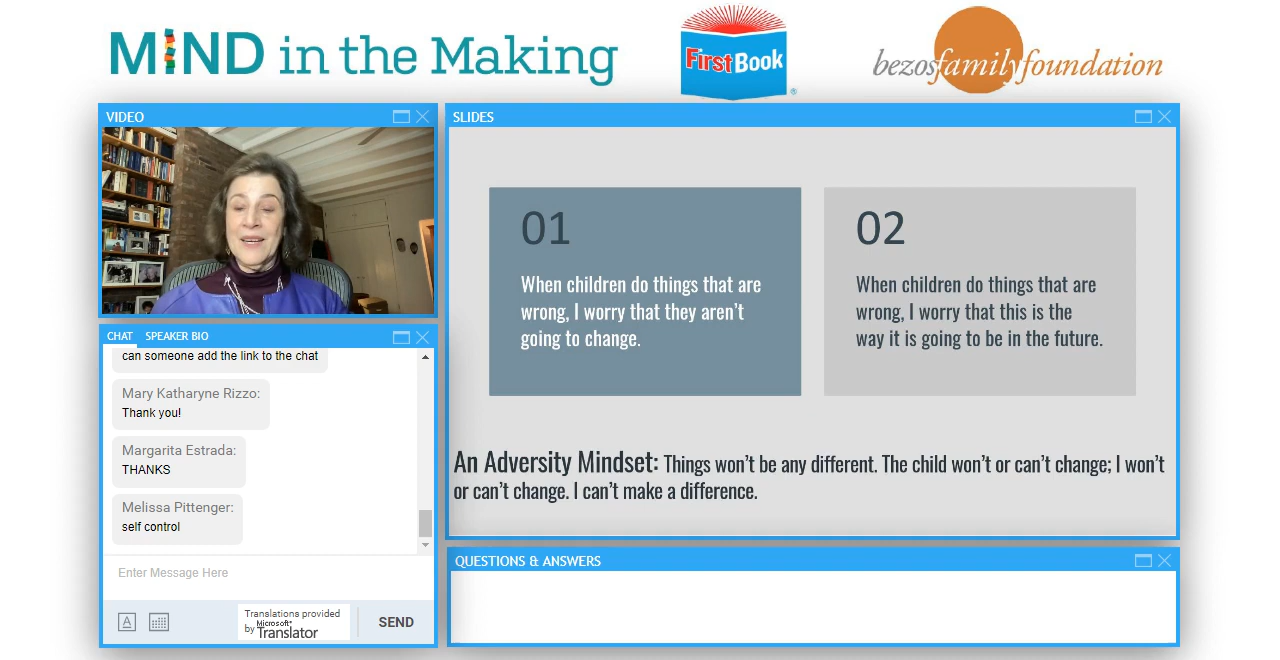 MIND in the Making
First Book
®
bezosfamilyfoundation
VIDEO
SLIDES
01
When children do things that are
wrong, I worry that they aren’t
going to change.
02
When children do things that are
wrong, I worry that this is the
way it is going to be in the future.
An Adversity Mindset: Things won’t be any different. The child won’t or can’t change; I won’t
or can’t change. I can’t make a difference.
CHAT SPEAKER BIO
can someone add the link to the chat
Mary Katharyne Rizzo:
Thank you!
Margarita Estrada:
THANKS
Melissa Pittenger:
self control
Enter Message Here
A
Translations provided
by Microsoft®
Translator
SEND
QUESTIONS & ANSWERS